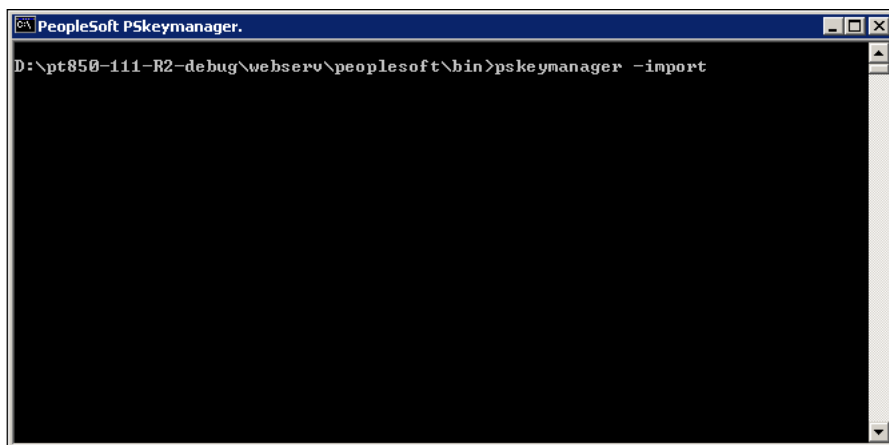 PeopleSoft PSkeymanager.
D:\pt850-111-R2-debug\webserv\peoplesoft\bin>pskeymanager -import